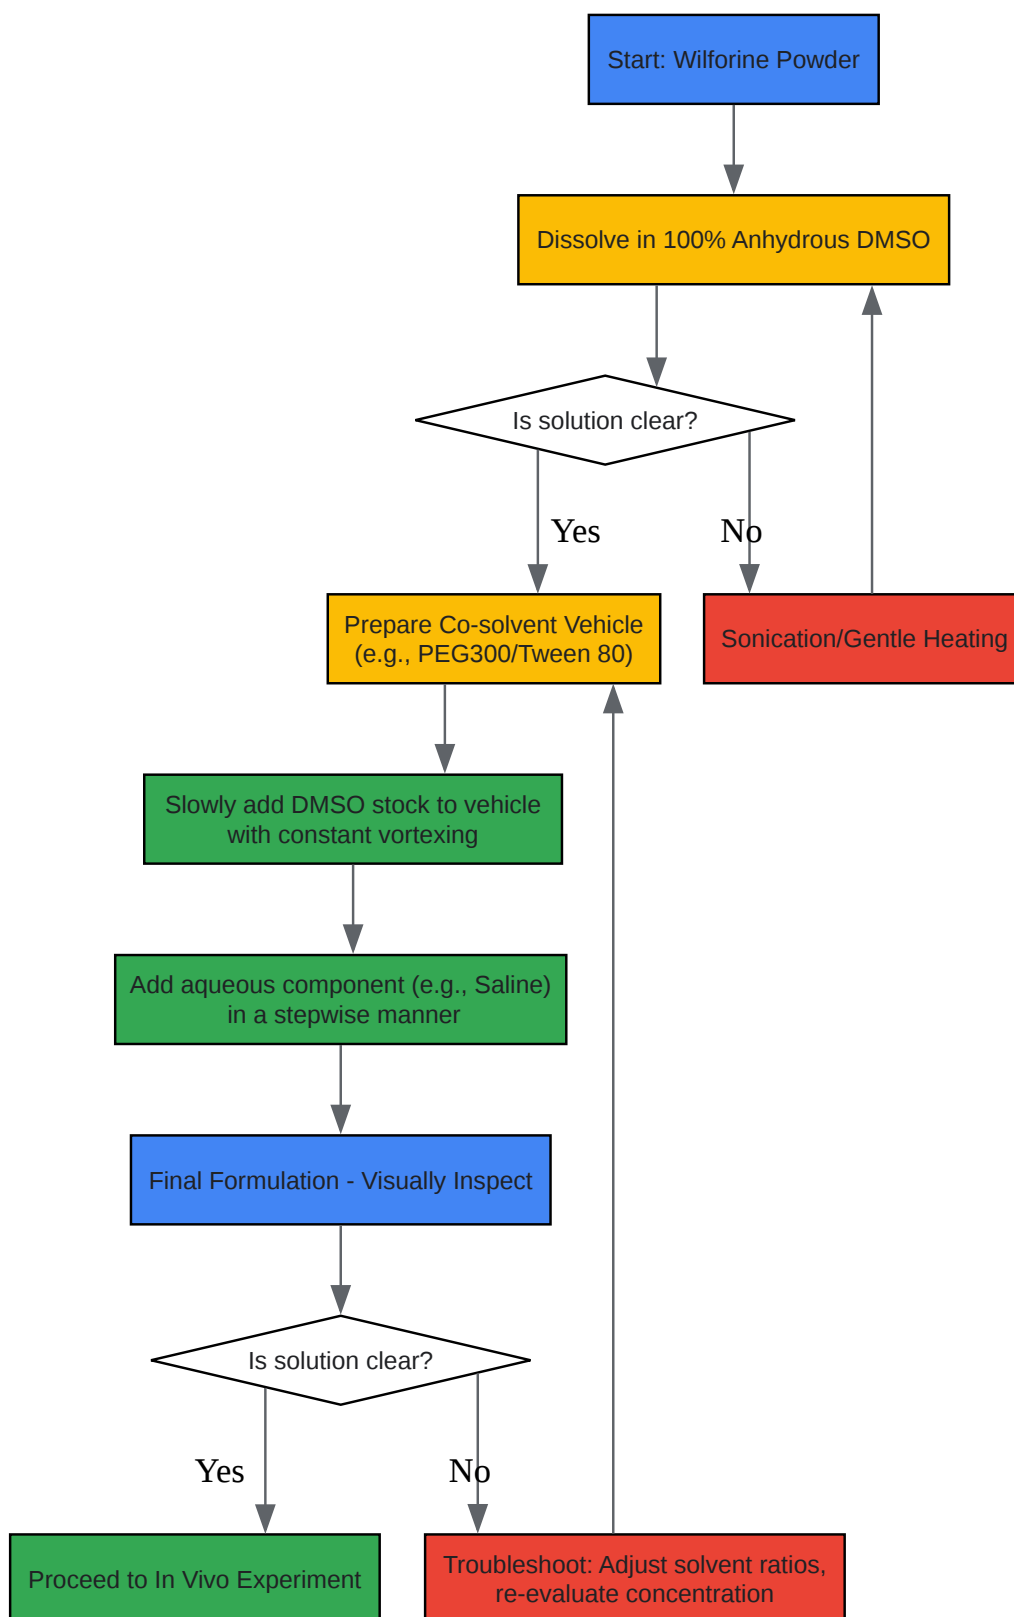 Start: Wilforine Powder
Dissolve in 100% Anhydrous DMSO
Is solution clear?
Yes
No
Prepare Co-solvent Vehicle
(e.g., PEG300/Tween 80)
Sonication/Gentle Heating
Slowly add DMSO stock to vehicle
with constant vortexing
Add aqueous component (e.g., Saline)
in a stepwise manner
Final Formulation - Visually Inspect
Is solution clear?
Yes
No
Proceed to In Vivo Experiment
Troubleshoot: Adjust solvent ratios,
re-evaluate concentration